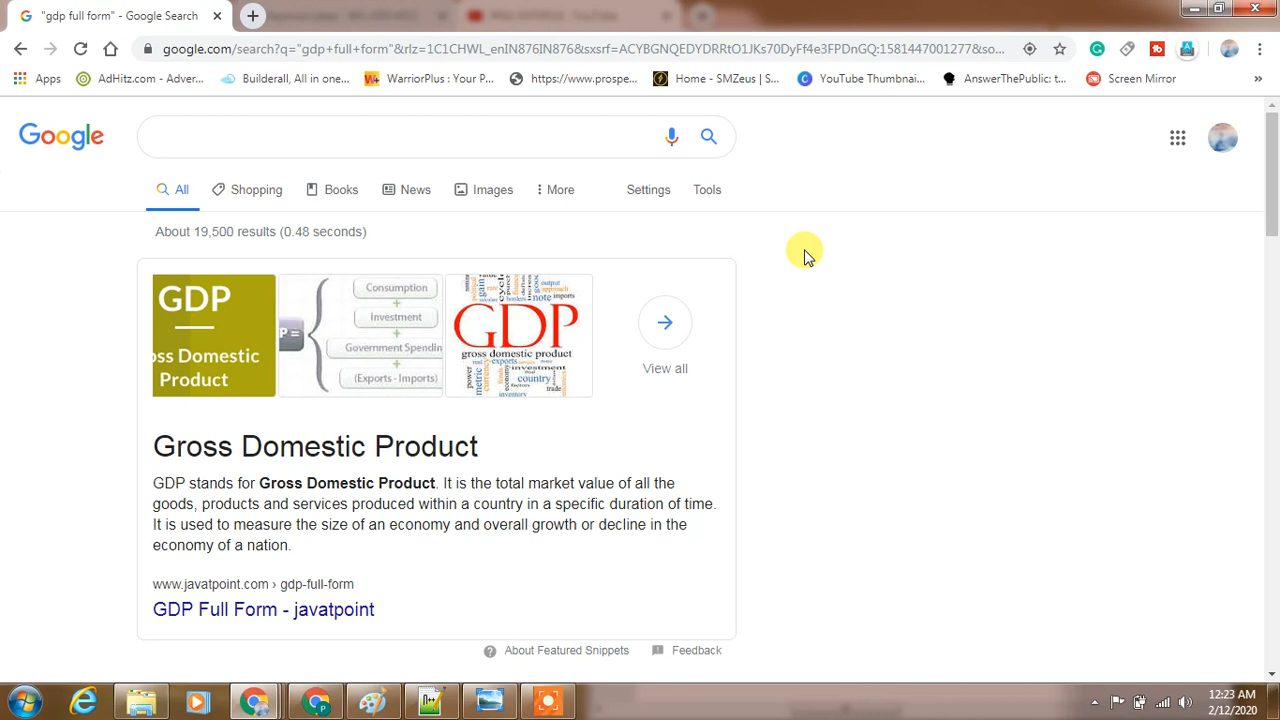 "gdp full form" - Google Search
google.com/search?q="gdp+full+form"&rlz=1C1CHWL_enIN876IN876&sxsrf=ACYBGNQEDYDRRtO1JKs70DyFf4e3FPDnGQ:1581447001277&so...
Apps
AdHitz.com - Adver...
Builderall, All in one...
WarriorPlus : Your P...
https://www.prospe...
Home - SMZeus | S...
YouTube Thumbnai...
AnswerThePublic: t...
Screen Mirror
Google
All
Shopping
Books
News
Images
More
Settings
Tools
About 19,500 results (0.48 seconds)
GDP
ss Domestic
Product
P =
Consumption
+
Investment
+
Government Spendin
+
(Exports - Imports)
GDP
gross domestic product
View all
Gross Domestic Product
GDP stands for Gross Domestic Product. It is the total market value of all the
goods, products and services produced within a country in a specific duration of time.
It is used to measure the size of an economy and overall growth or decline in the
economy of a nation.
www.javatpoint.com › gdp-full-form
GDP Full Form - javatpoint
About Featured Snippets
Feedback
12:23 AM
2/12/2020